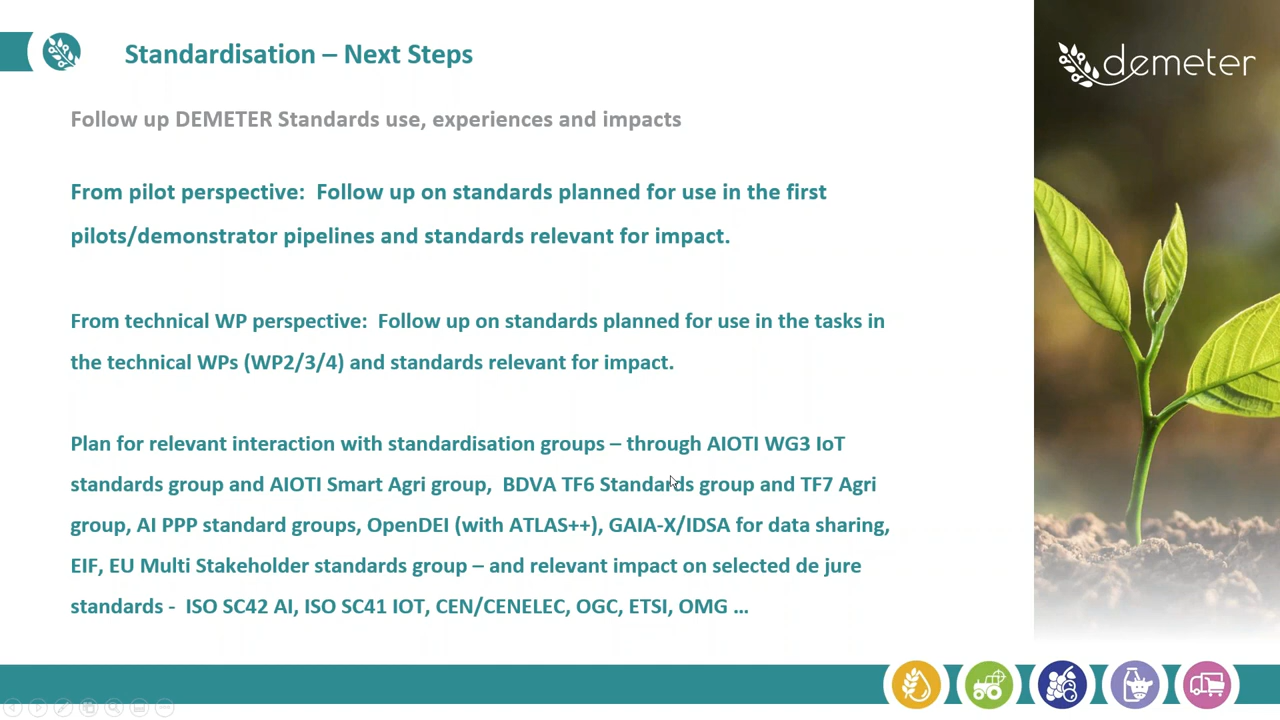 Standardisation – Next Steps
demeter
Follow up DEMETER Standards use, experiences and impacts
From pilot perspective:  Follow up on standards planned for use in the first
pilots/demonstrator pipelines and standards relevant for impact.
From technical WP perspective:  Follow up on standards planned for use in the tasks in
the technical WPs (WP2/3/4) and standards relevant for impact.
Plan for relevant interaction with standardisation groups – through AIOTI WG3 IoT
standards group and AIOTI Smart Agri group,  BDVA TF6 Standards group and TF7 Agri
group, AI PPP standard groups, OpenDEI (with ATLAS++), GAIA-X/IDSA for data sharing,
EIF, EU Multi Stakeholder standards group – and relevant impact on selected de jure
standards -  ISO SC42 AI, ISO SC41 IOT, CEN/CENELEC, OGC, ETSI, OMG ...